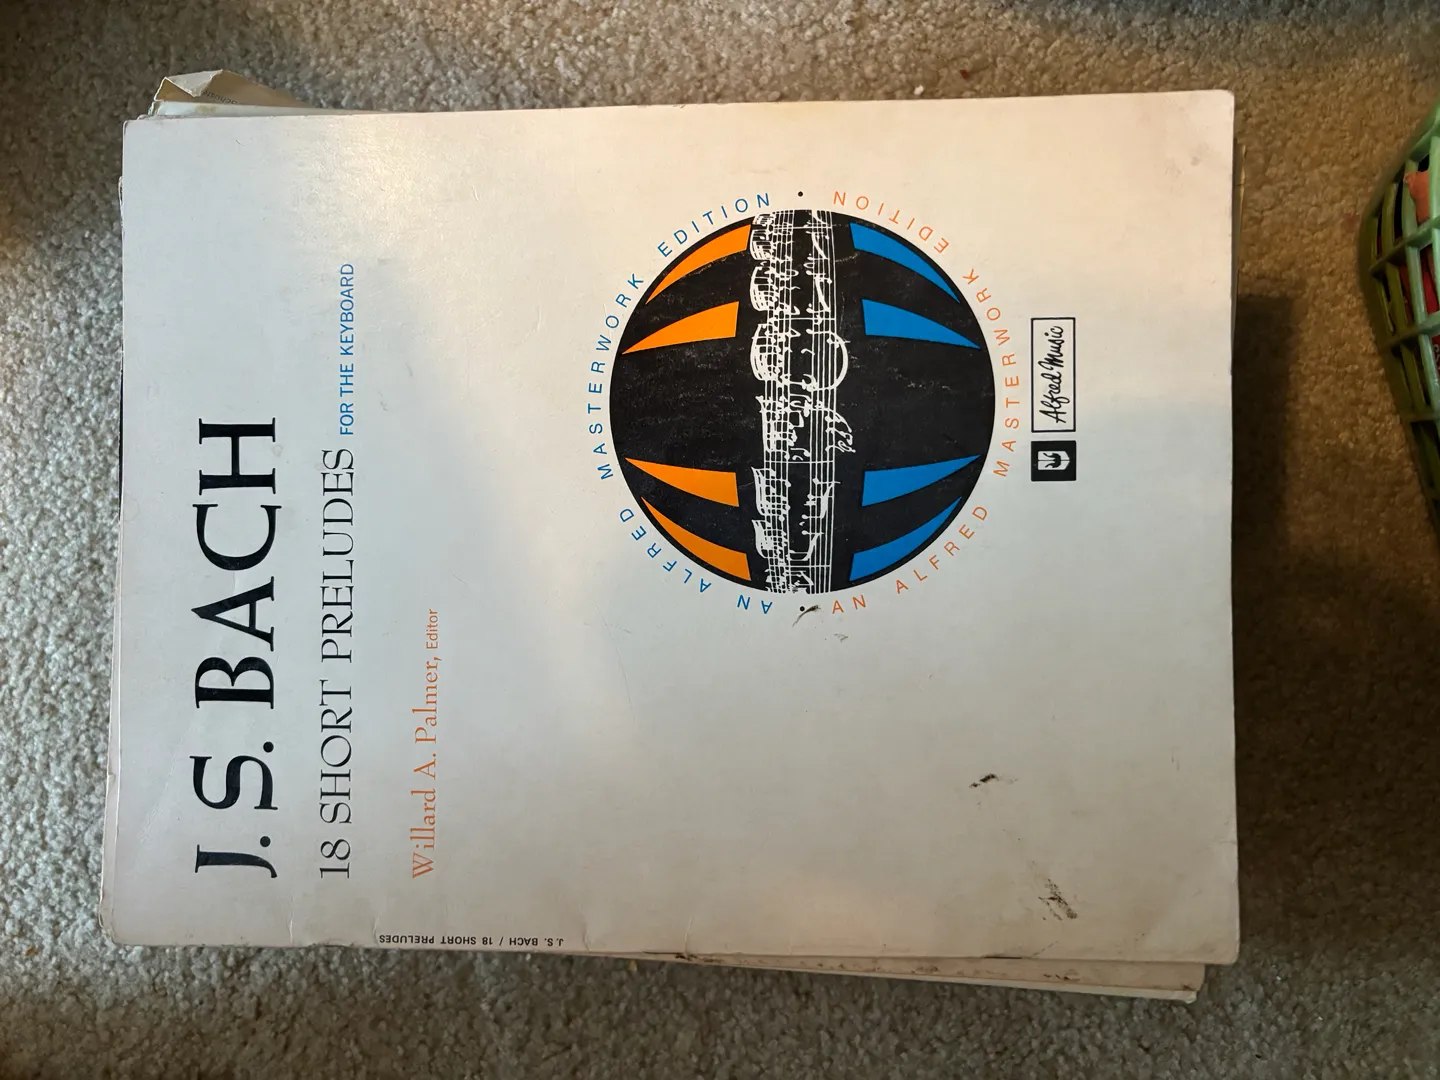 J. S. BACH
18 SHORT PRELUDES FOR THE KEYBOARD
Willard A. Palmer, Editor
AN ALFRED MASTERWORK EDITION
AN ALFRED MASTERWORK EDITION
Alfred Music
J. S. BACH / 18 SHORT PRELUDES